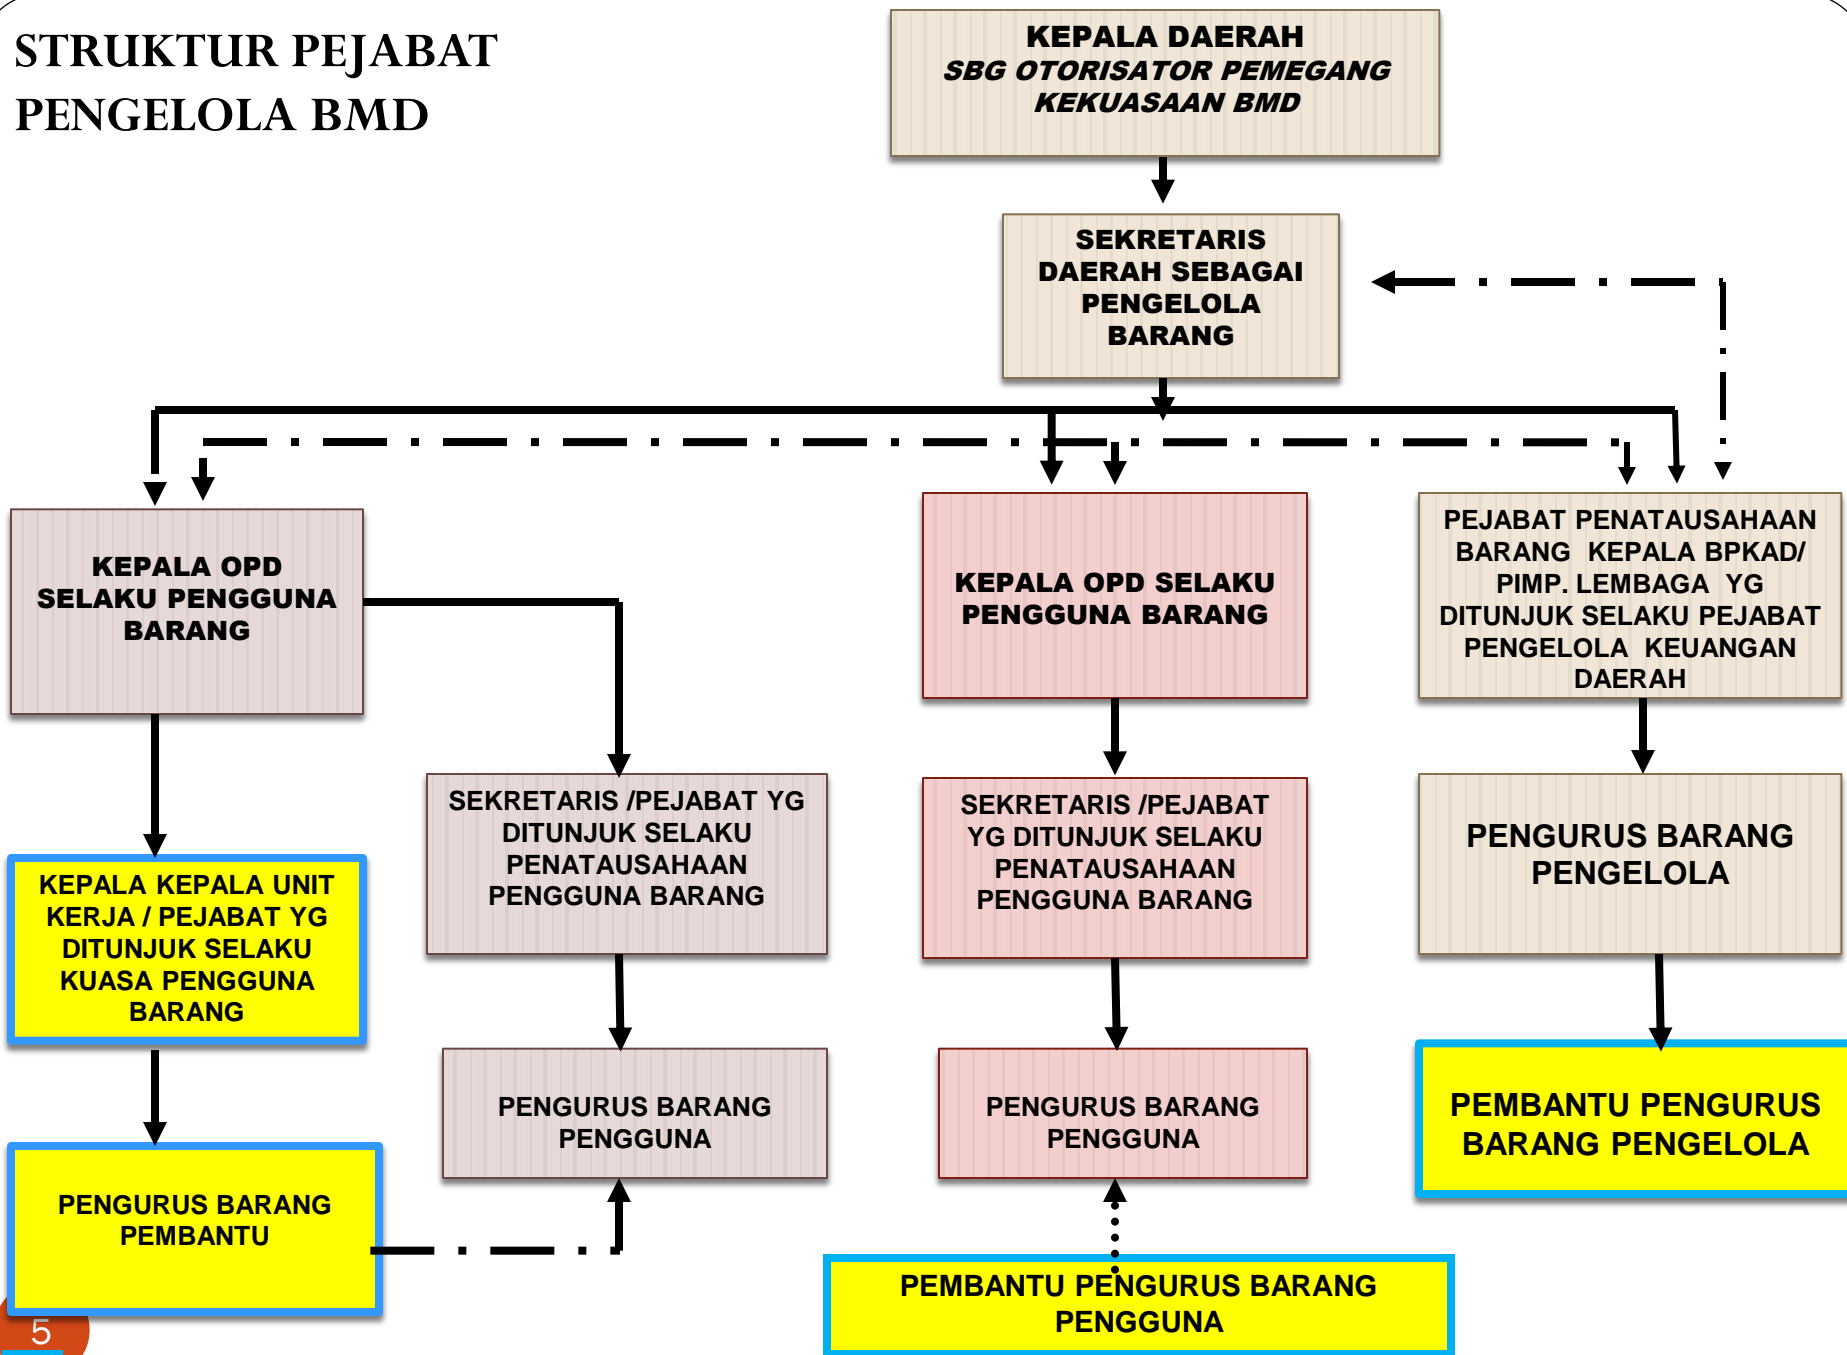 STRUKTUR PEJABAT
PENGELOLA BMD
KEPALA DAERAH
SBG OTORISATOR PEMEGANG
KEKUASAAN BMD
SEKRETARIS
DAERAH SEBAGAI
PENGELOLA
BARANG
KEPALA OPD
SELAKU PENGGUNA
BARANG
KEPALA OPD SELAKU
PENGGUNA BARANG
PEJABAT PENATAUSAHAAN
BARANG KEPALA BPKAD/
PIMP. LEMBAGA YG
DITUNJUK SELAKU PEJABAT
PENGELOLA KEUANGAN
DAERAH
SEKRETARIS /PEJABAT YG
DITUNJUK SELAKU
PENATAUSAHAAN
PENGGUNA BARANG
SEKRETARIS /PEJABAT
YG DITUNJUK SELAKU
PENATAUSAHAAN
PENGGUNA BARANG
PENGURUS BARANG
PENGELOLA
KEPALA KEPALA UNIT
KERJA / PEJABAT YG
DITUNJUK SELAKU
KUASA PENGGUNA
BARANG
PENGURUS BARANG
PENGGUNA
PENGURUS BARANG
PENGGUNA
PEMBANTU PENGURUS
BARANG PENGELOLA
PENGURUS BARANG
PEMBANTU
PEMBANTU PENGURUS BARANG
PENGGUNA
5